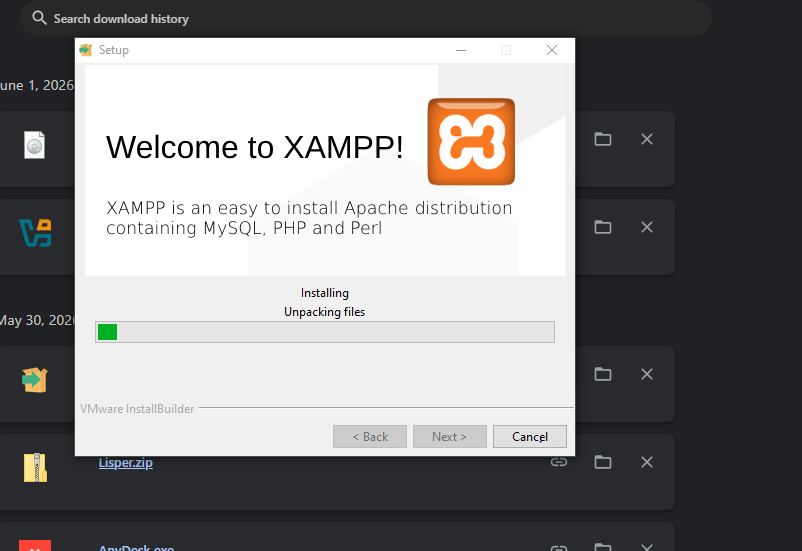 Search download history
Setup
une 1, 2026
Welcome to XAMPP!
XAMPP is an easy to install Apache distribution
containing MySQL, PHP and Perl
Installing
Unpacking files
May 30, 202
VMware InstallBuilder
< Back
Next >
Cancel
Lisper.zip
AnyDesk.exe